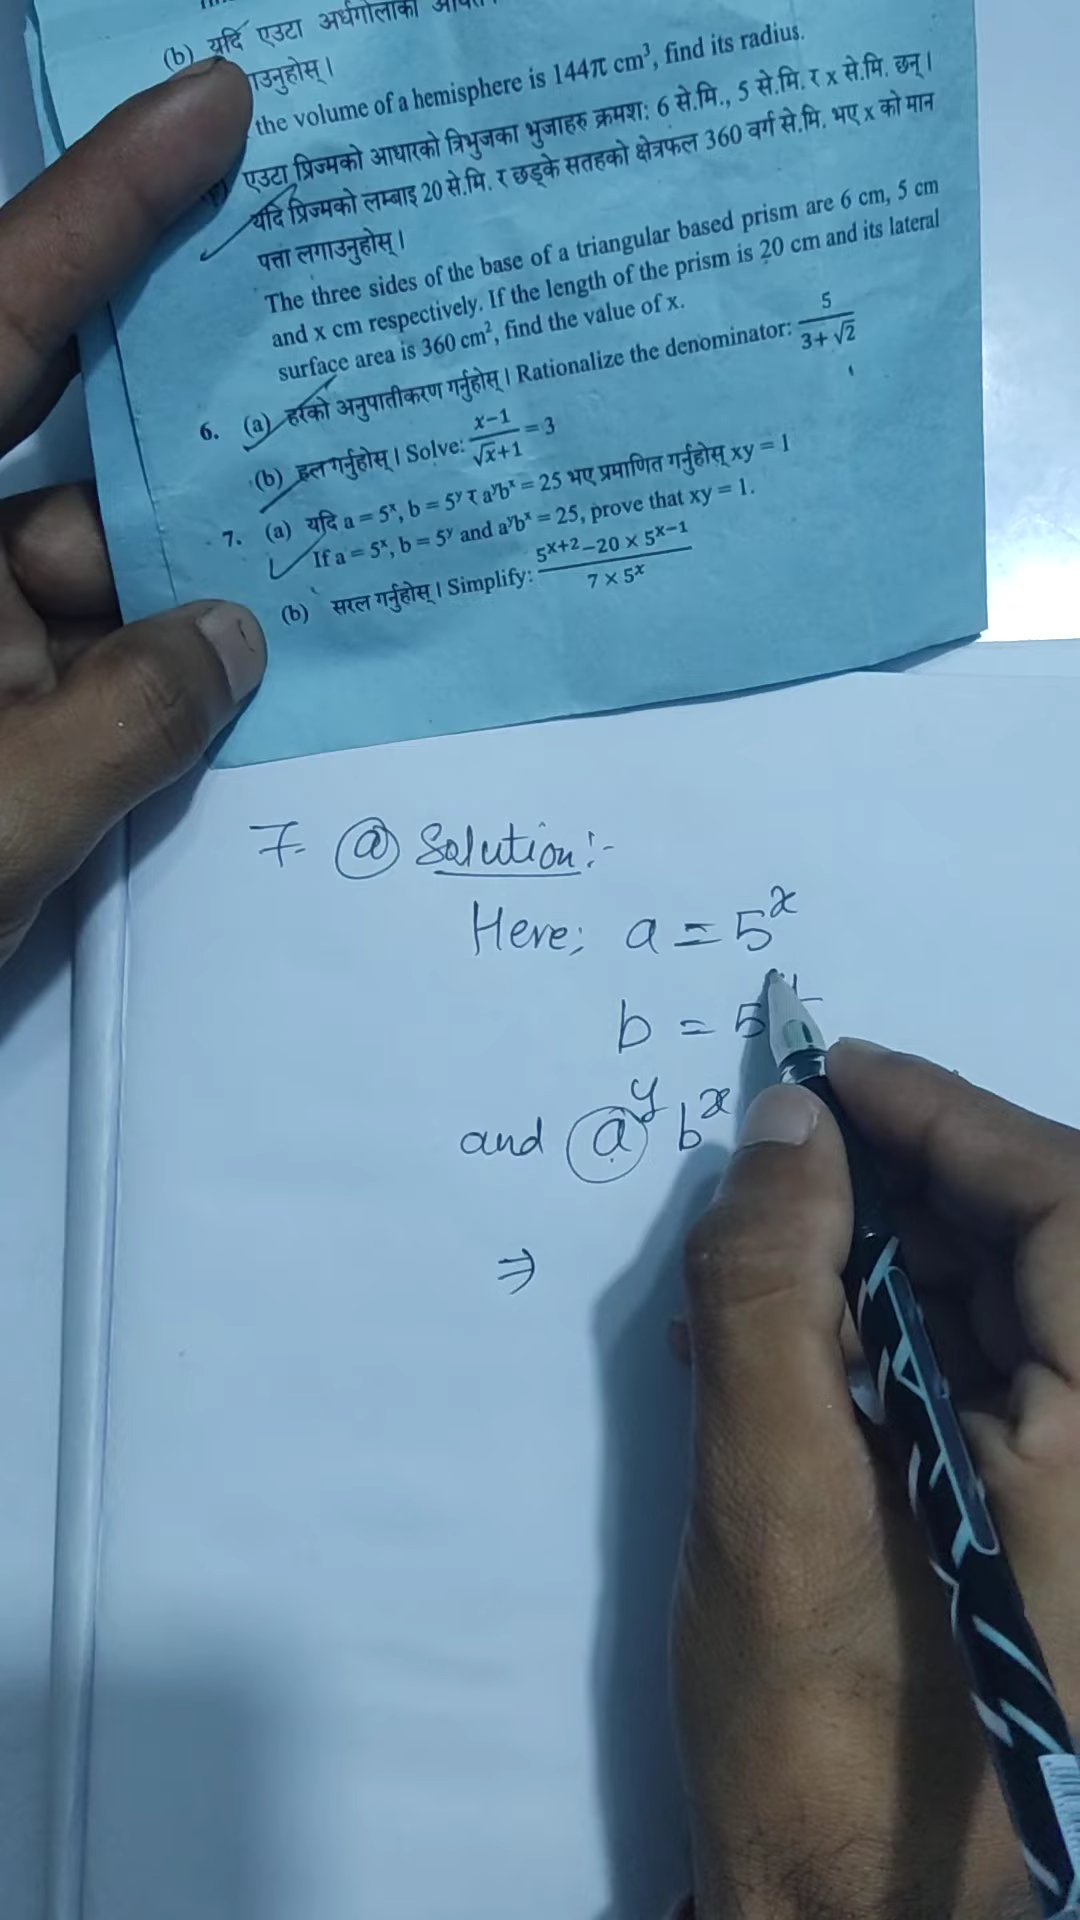 (b) यदि एउटा अर्धगोलाको
गाउनुहोस् ।
the volume of a hemisphere is 144π cm³, find its radius.
एउटा प्रिज्मको आधारको त्रिभुजका भुजाहरु क्रमश: 6 से.मि., 5 से.मि. र x से.मि. छन् ।
यदि प्रिज्मको लम्बाइ 20 से.मि. र छड्के सतहको क्षेत्रफल 360 वर्ग से.मि. भए x को मान
पत्ता लगाउनुहोस् ।
The three sides of the base of a triangular based prism are 6 cm, 5 cm
and x cm respectively. If the length of the prism is 20 cm and its lateral
surface area is 360 cm², find the value of x.
6. (a) हरको अनुपातीकरण गर्नुहोस् । Rationalize the denominator: 5/(3+√2)
(b) हल गर्नुहोस् । Solve: (x−1)/(√x+1) = 3
7. (a) यदि a = 5ˣ, b = 5ʸ र aʸbˣ = 25 भए प्रमाणित गर्नुहोस् xy = 1
If a = 5ˣ, b = 5ʸ and aʸbˣ = 25, prove that xy = 1.
(b) सरल गर्नुहोस् । Simplify: (5ˣ⁺²−20 × 5ˣ⁻¹)/(7 × 5ˣ)
7. (a) Solution:-
Here; a = 5ˣ
b = 5
and aʸ bˣ
⇒